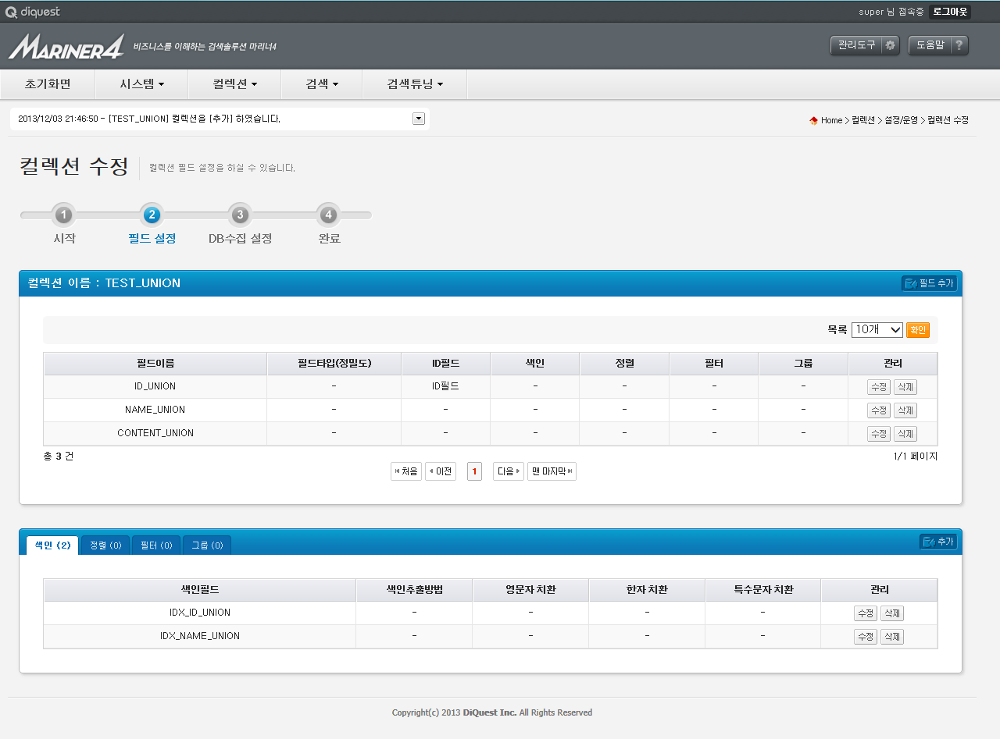 diquest
super 님 접속중 로그아웃
MARINER4 비즈니스를 이해하는 검색솔루션 마리너4
관리도구 도움말 ?
초기화면 시스템 컬렉션 검색 검색튜닝
2013/12/03 21:46:50 - [TEST_UNION] 컬렉션을 [추가] 하였습니다.
Home > 컬렉션 > 설정/운영 > 컬렉션 수정
컬렉션 수정 컬렉션 필드 설정을 하실 수 있습니다.
1 2 3 4
시작 필드 설정 DB수집 설정 완료
컬렉션 이름 : TEST_UNION 필드 추가
목록 10개 확인
필드이름 필드타입(정밀도) ID필드 색인 정렬 필터 그룹 관리
ID_UNION - ID필드 - - - - 수정 삭제
NAME_UNION - - - - - - 수정 삭제
CONTENT_UNION - - - - - - 수정 삭제
총 3 건 1/1 페이지
처음 이전 1 다음 맨 마지막
색인 (2) 정렬 (0) 필터 (0) 그룹 (0) 추가
색인필드 색인추출방법 영문자 치환 한자 치환 특수문자 치환 관리
IDX_ID_UNION - - - - 수정 삭제
IDX_NAME_UNION - - - - 수정 삭제
Copyright(c) 2013 DiQuest Inc. All Rights Reserved